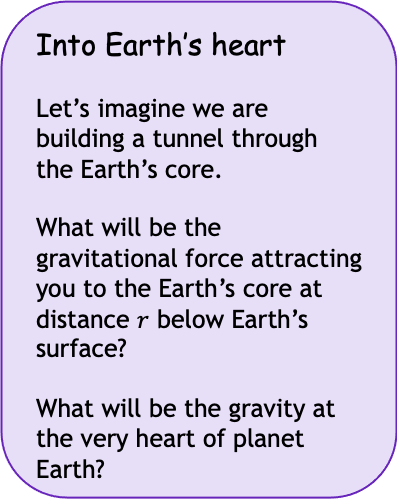 Into Earth's heart
Let's imagine we are
building a tunnel through
the Earth's core.
What will be the
gravitational force attracting
you to the Earth's core at
distance 𝑟 below Earth's
surface?
What will be the gravity at
the very heart of planet
Earth?